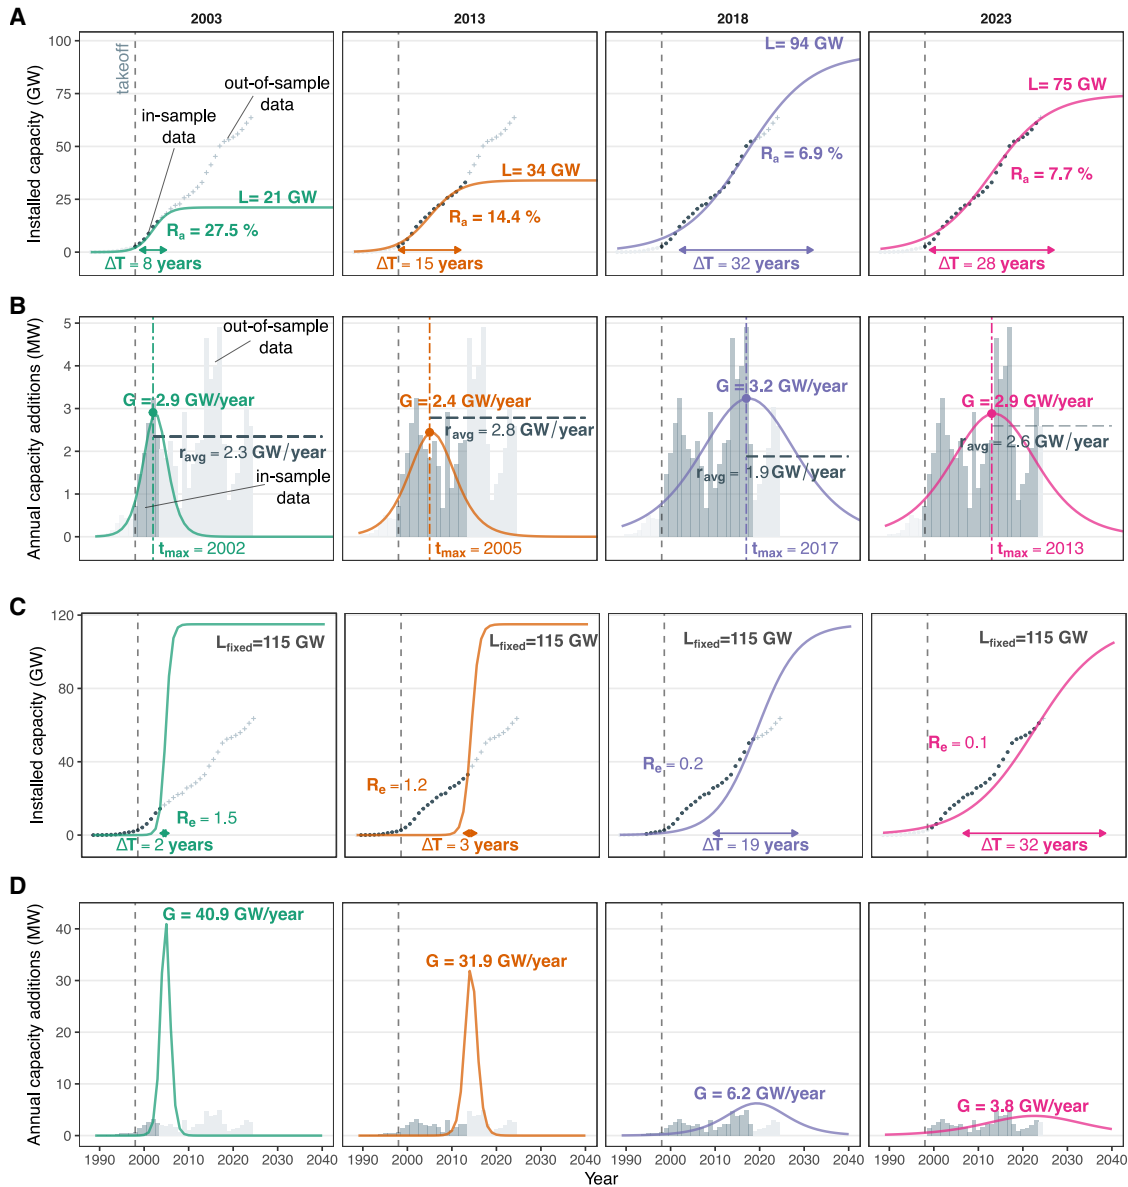 A
2003
2013
2018
2023
Installed capacity (GW)
100
75
50
25
0
takeoff
out-of-sample
data
in-sample
data
L= 21 GW
Ra = 27.5 %
ΔT = 8 years
L= 34 GW
Ra = 14.4 %
ΔT = 15 years
L= 94 GW
Ra = 6.9 %
ΔT = 32 years
L= 75 GW
Ra = 7.7 %
ΔT = 28 years
B
Annual capacity additions (MW)
5
4
3
2
1
0
out-of-sample
data
G = 2.9 GW/year
ravg = 2.3 GW/year
in-sample
data
tmax = 2002
G = 2.4 GW/year
ravg = 2.8 GW/year
tmax = 2005
G = 3.2 GW/year
ravg = 1.9 GW/year
tmax = 2017
G = 2.9 GW/year
ravg = 2.6 GW/year
tmax = 2013
C
Installed capacity (GW)
120
80
40
0
Lfixed=115 GW
Re = 1.5
ΔT = 2 years
Lfixed=115 GW
Re = 1.2
ΔT = 3 years
Lfixed=115 GW
Re = 0.2
ΔT = 19 years
Lfixed=115 GW
Re = 0.1
ΔT = 32 years
D
Annual capacity additions (MW)
40
30
20
10
0
G = 40.9 GW/year
G = 31.9 GW/year
G = 6.2 GW/year
G = 3.8 GW/year
1990 2000 2010 2020 2030 2040
1990 2000 2010 2020 2030 2040
1990 2000 2010 2020 2030 2040
1990 2000 2010 2020 2030 2040
Year